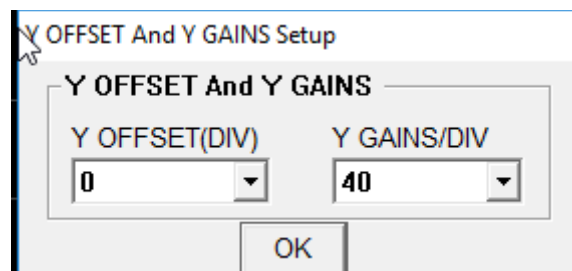 Y OFFSET And Y GAINS Setup
Y OFFSET And Y GAINS
Y OFFSET(DIV) Y GAINS/DIV
0 40
OK